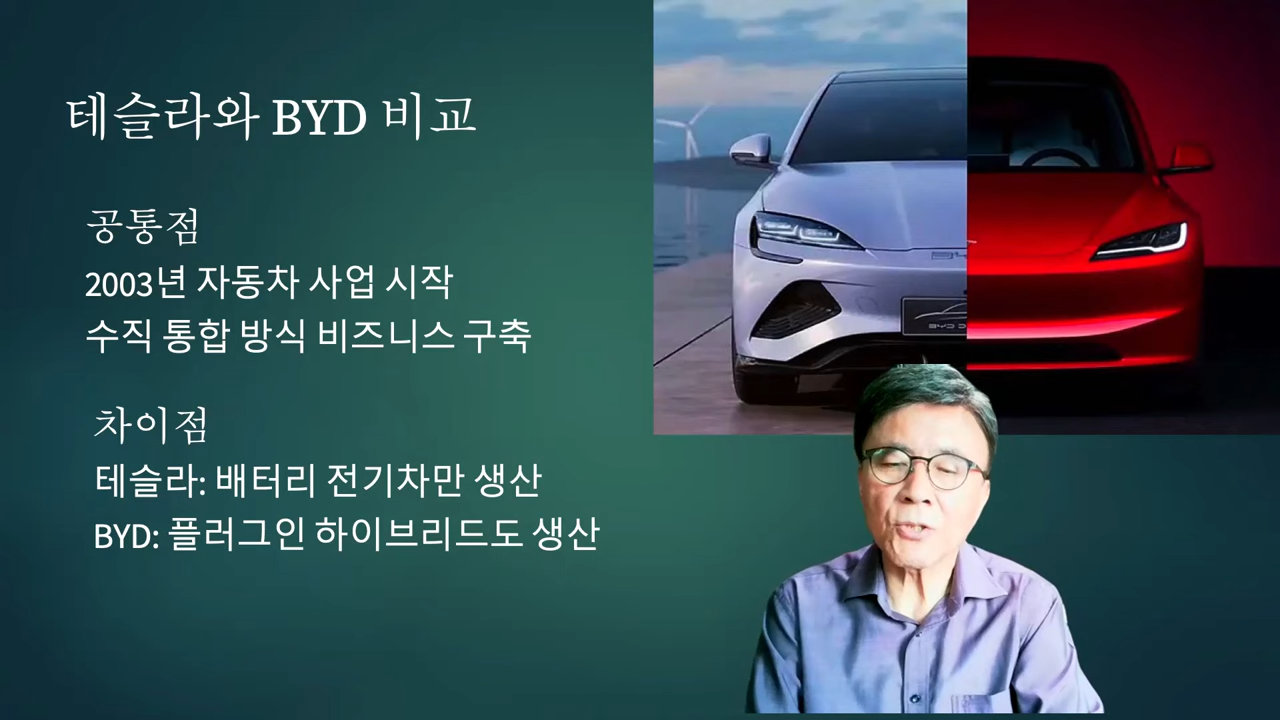 테슬라와 BYD 비교
공통점
2003년 자동차 사업 시작
수직 통합 방식 비즈니스 구축
차이점
테슬라: 배터리 전기차만 생산
BYD: 플러그인 하이브리드도 생산